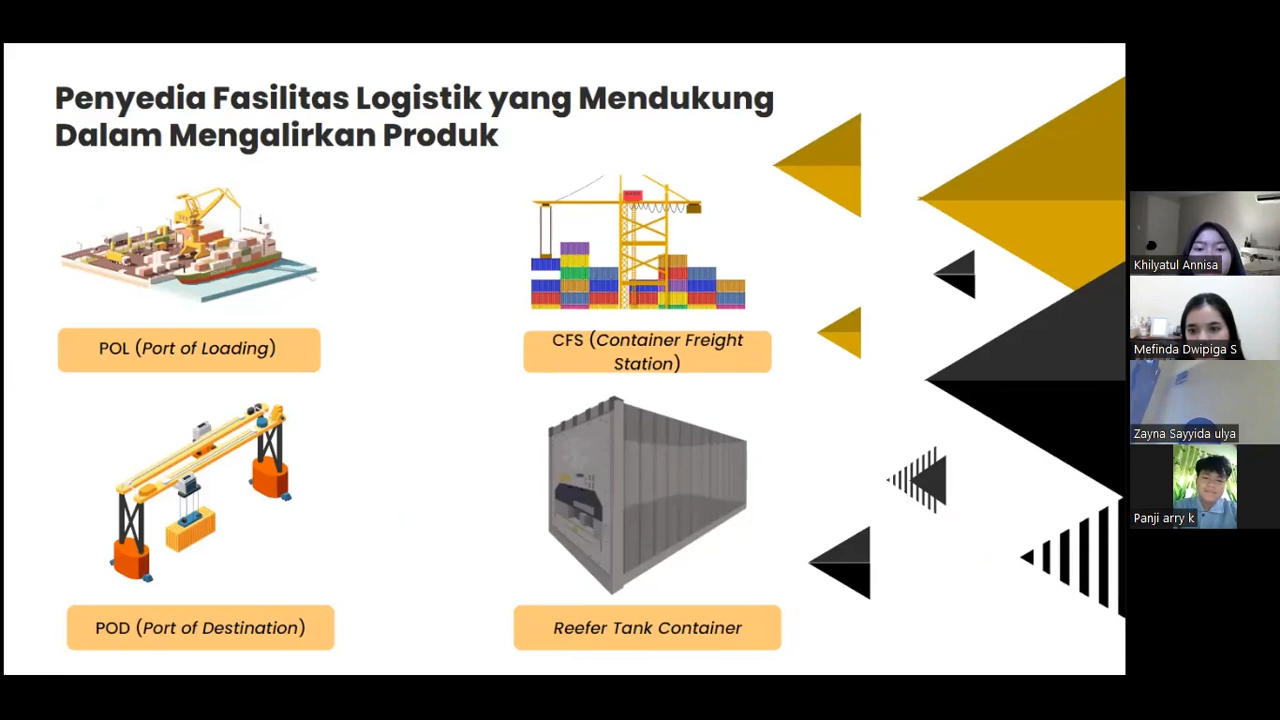 Penyedia Fasilitas Logistik yang Mendukung
Dalam Mengalirkan Produk
POL (Port of Loading)
CFS (Container Freight
Station)
POD (Port of Destination)
Reefer Tank Container
Khilyatul Annisa
Mefinda Dwipiga S
Zayna Sayyida ulya
Panji arry k